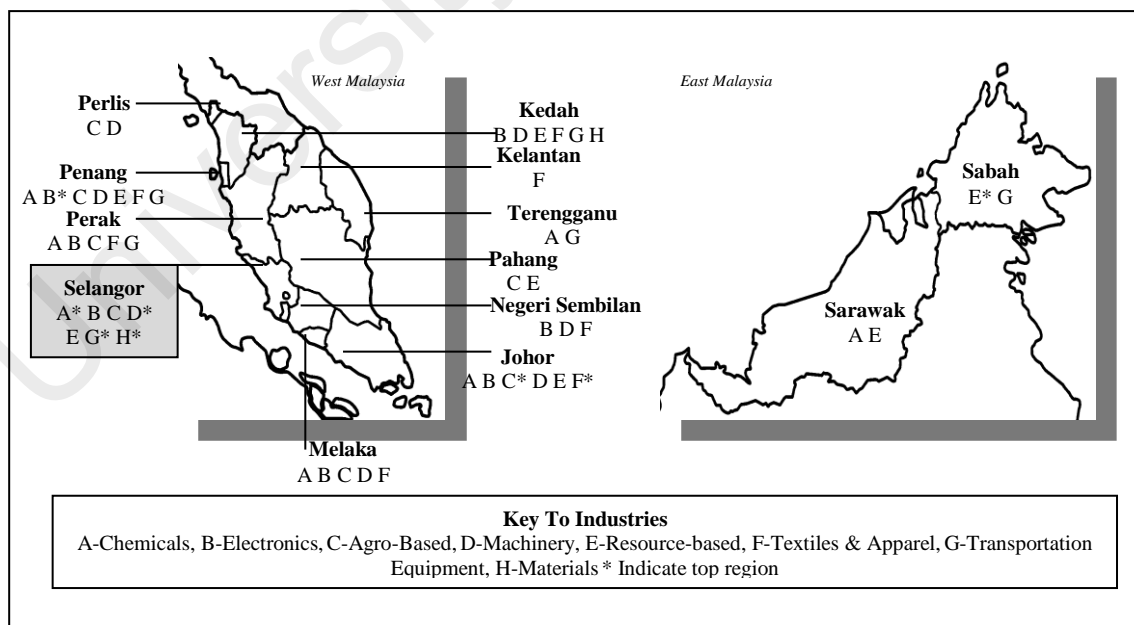 University
West Malaysia
East Malaysia
Perlis
C D
Kedah
B D E F G H
Kelantan
F
Penang
A B* C D E F G
Perak
A B C F G
Terengganu
A G
Pahang
C E
Selangor
A* B C D*
E G* H*
Negeri Sembilan
B D F
Johor
A B C* D E F*
Melaka
A B C D F
Sabah
E* G
Sarawak
A E
Key To Industries
A-Chemicals, B-Electronics, C-Agro-Based, D-Machinery, E-Resource-based, F-Textiles & Apparel, G-Transportation
Equipment, H-Materials * Indicate top region